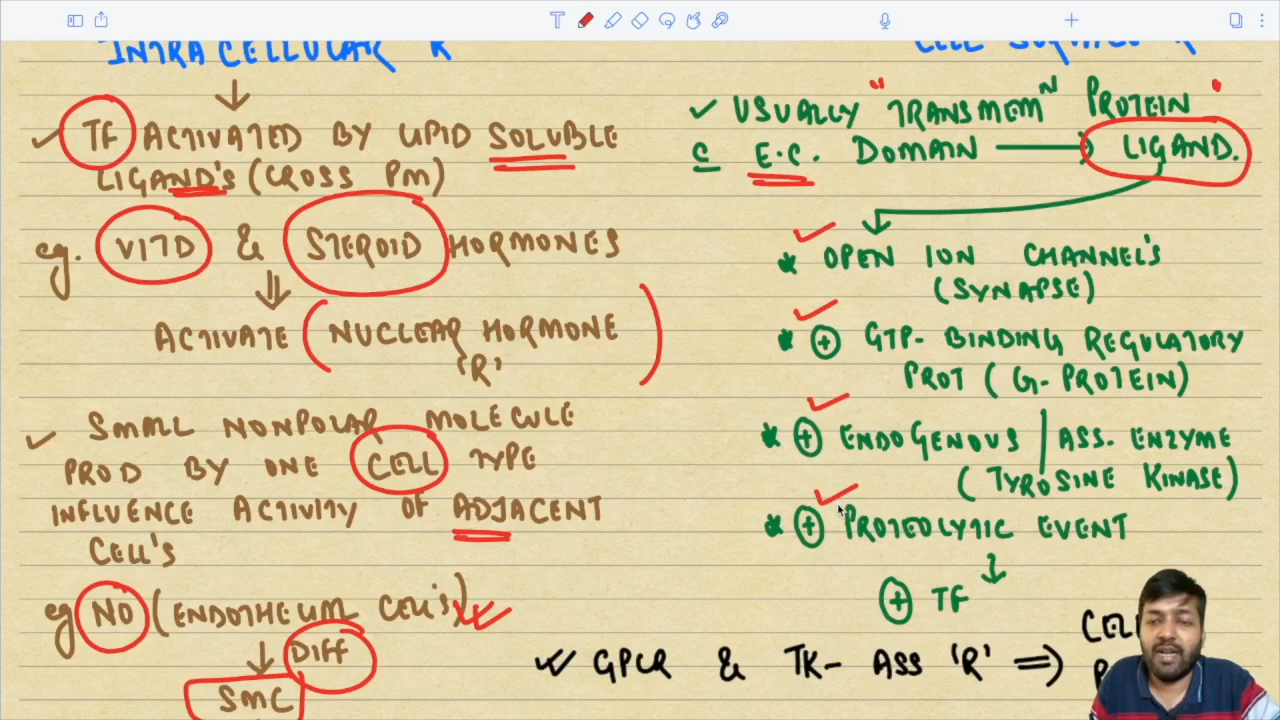 INTRACELLULAR R
TF ACTIVATED BY LIPID SOLUBLE
LIGAND'S (CROSS PM)
eg. VIT D & STEROID HORMONES
ACTIVATE (NUCLEAR HORMONE
'R')
SMALL NONPOLAR MOLECULE
PROD BY ONE CELL TYPE
INFLUENCE ACTIVITY OF ADJACENT
CELL'S
eg NO (ENDOTHELIUM CELL'S)
DIFF
SMC
CELL SURFACE R
USUALLY "TRANSMEMN PROTEIN"
C E.C. DOMAIN → LIGAND.
* OPEN ION CHANNEL'S
(SYNAPSE)
* + GTP- BINDING REGULATORY
PROT (G-PROTEIN)
* + ENDOGENOUS / ASS. ENZYME
(TYROSINE KINASE)
* + PROTEOLYTIC EVENT
+ TF
GPCR & TK- ASS 'R' ⇒